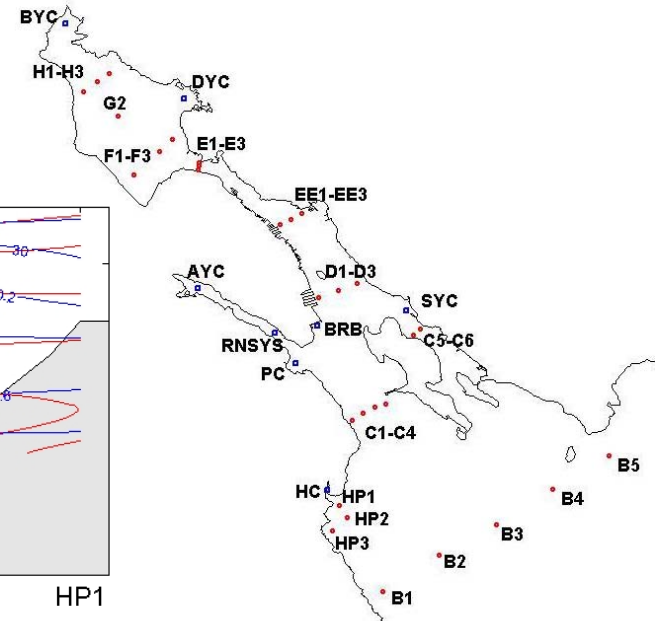 BYC
H1-H3
DYC
G2
E1-E3
F1-F3
EE1-EE3
30
D1-D3
AYC
SYC
BRB
RNSYS
C5-C6
PC
C1-C4
B5
HC
HP1
B4
HP2
B3
HP3
B2
B1
HP1